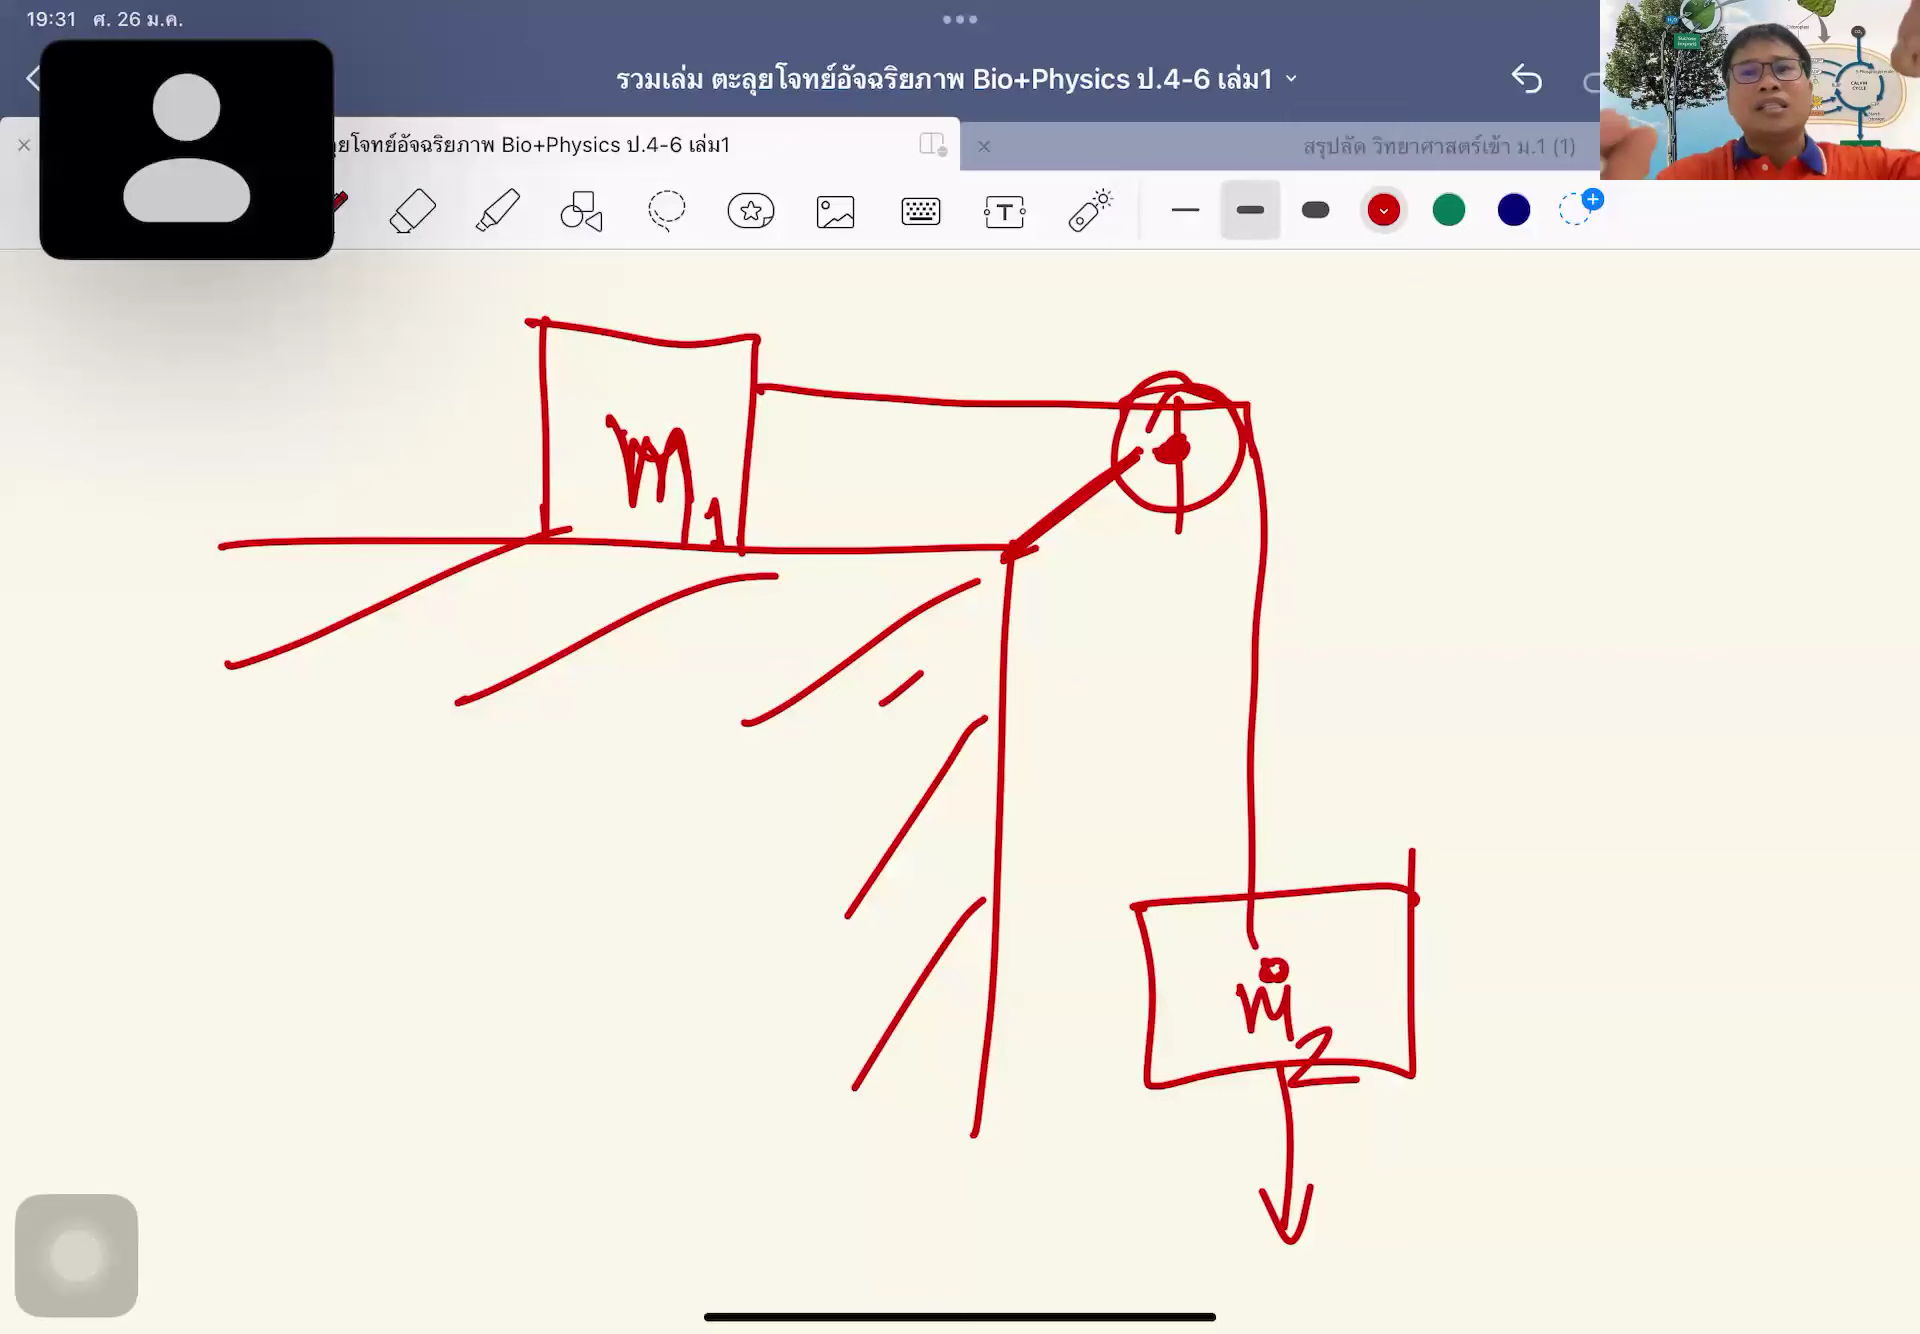 19:31 ศ. 26 ม.ค.
รวมเล่ม ตะลุยโจทย์อัจฉริยภาพ Bio+Physics ป.4-6 เล่ม1
ลุยโจทย์อัจฉริยภาพ Bio+Physics ป.4-6 เล่ม1
สรุปลัด วิทยาศาสตร์เข้า ม.1 (1)
T
CALVIN
CYCLE
m1
m2